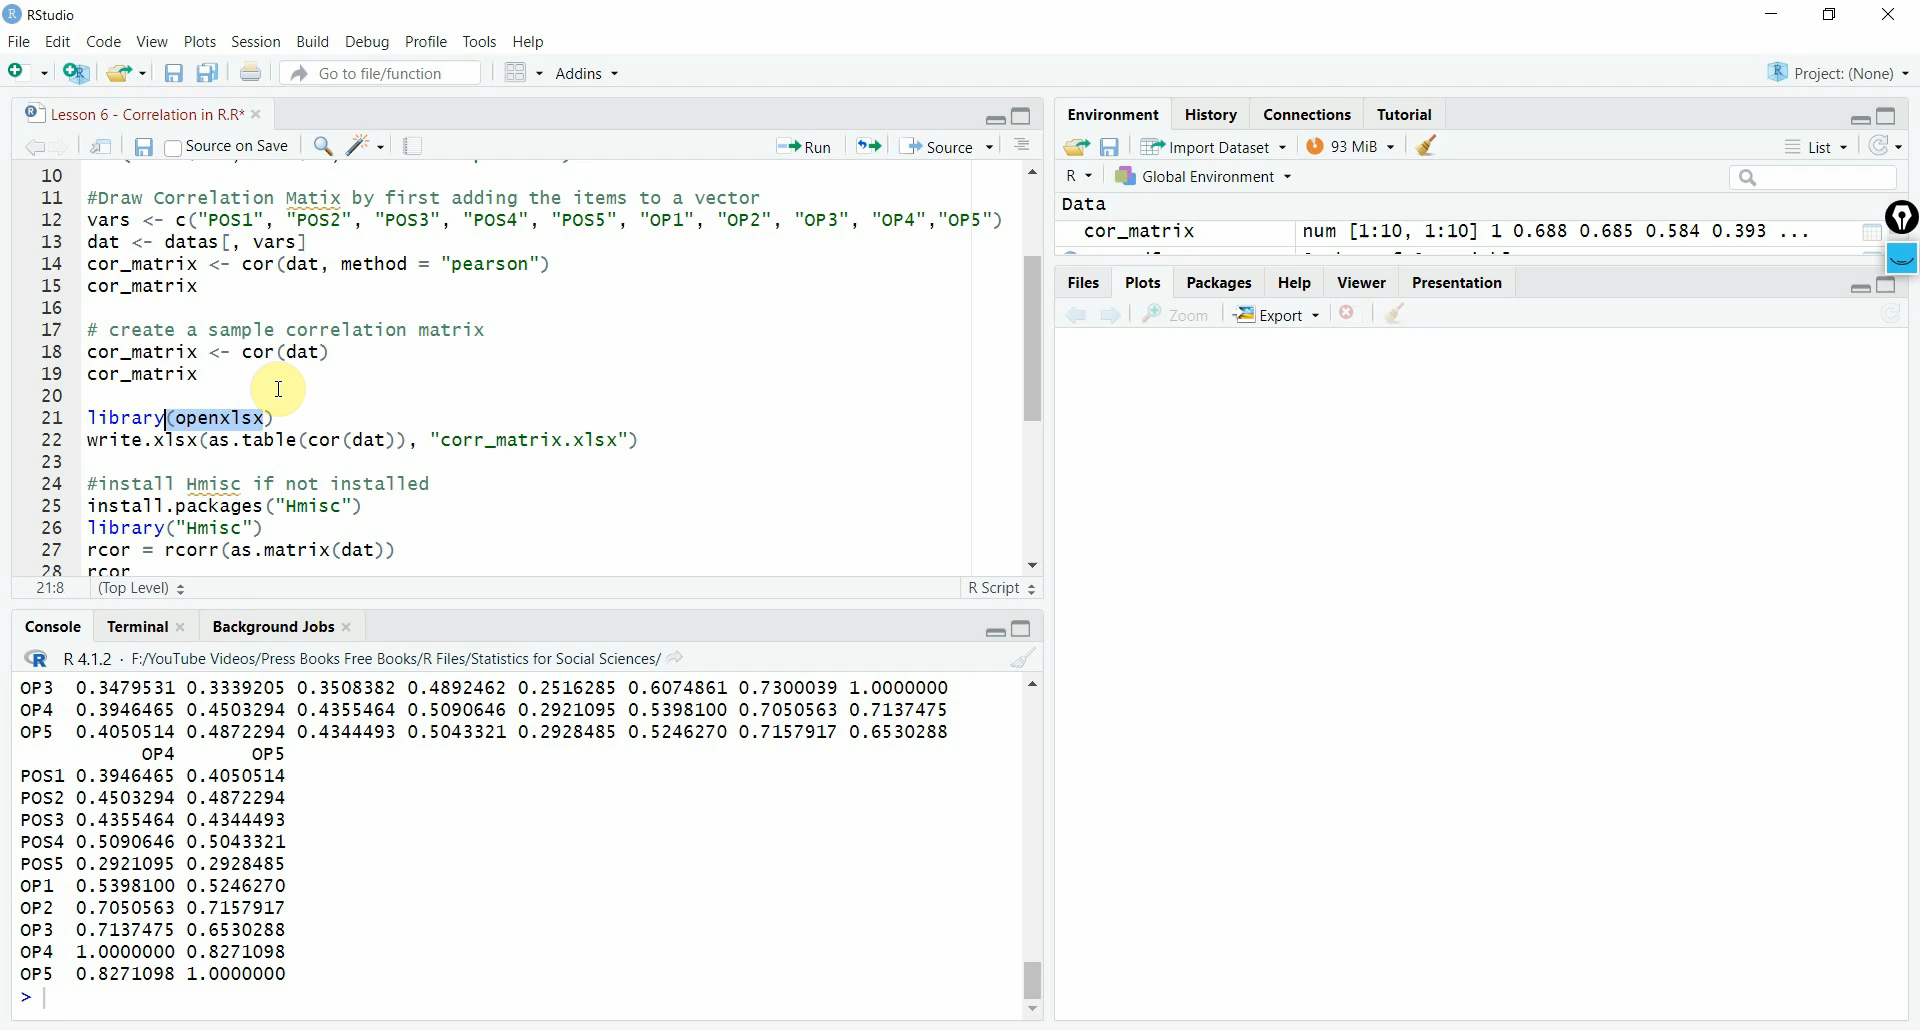 RStudio
File Edit Code View Plots Session Build Debug Profile Tools Help
Go to file/function Addins Project: (None)
Lesson 6 - Correlation in R.R*
Source on Save Run Source
10
11 #Draw Correlation Matix by first adding the items to a vector
12 vars <- c("POS1", "POS2", "POS3", "POS4", "POS5", "OP1", "OP2", "OP3", "OP4","OP5")
13 dat <- datas[, vars]
14 cor_matrix <- cor(dat, method = "pearson")
15 cor_matrix
16
17 # create a sample correlation matrix
18 cor_matrix <- cor(dat)
19 cor_matrix
20
21 library(openxlsx)
22 write.xlsx(as.table(cor(dat)), "corr_matrix.xlsx")
23
24 #install Hmisc if not installed
25 install.packages("Hmisc")
26 library("Hmisc")
27 rcor = rcorr(as.matrix(dat))
28 rcor
21:8 (Top Level) R Script
Console Terminal Background Jobs
R 4.1.2 · F:/YouTube Videos/Press Books Free Books/R Files/Statistics for Social Sciences/
OP3 0.3479531 0.3339205 0.3508382 0.4892462 0.2516285 0.6074861 0.7300039 1.0000000
OP4 0.3946465 0.4503294 0.4355464 0.5090646 0.2921095 0.5398100 0.7050563 0.7137475
OP5 0.4050514 0.4872294 0.4344493 0.5043321 0.2928485 0.5246270 0.7157917 0.6530288
OP4 OP5
POS1 0.3946465 0.4050514
POS2 0.4503294 0.4872294
POS3 0.4355464 0.4344493
POS4 0.5090646 0.5043321
POS5 0.2921095 0.2928485
OP1 0.5398100 0.5246270
OP2 0.7050563 0.7157917
OP3 0.7137475 0.6530288
OP4 1.0000000 0.8271098
OP5 0.8271098 1.0000000
>
Environment History Connections Tutorial
Import Dataset 93 MiB List
R Global Environment
Data
cor_matrix num [1:10, 1:10] 1 0.688 0.685 0.584 0.393 ...
Files Plots Packages Help Viewer Presentation
Zoom Export